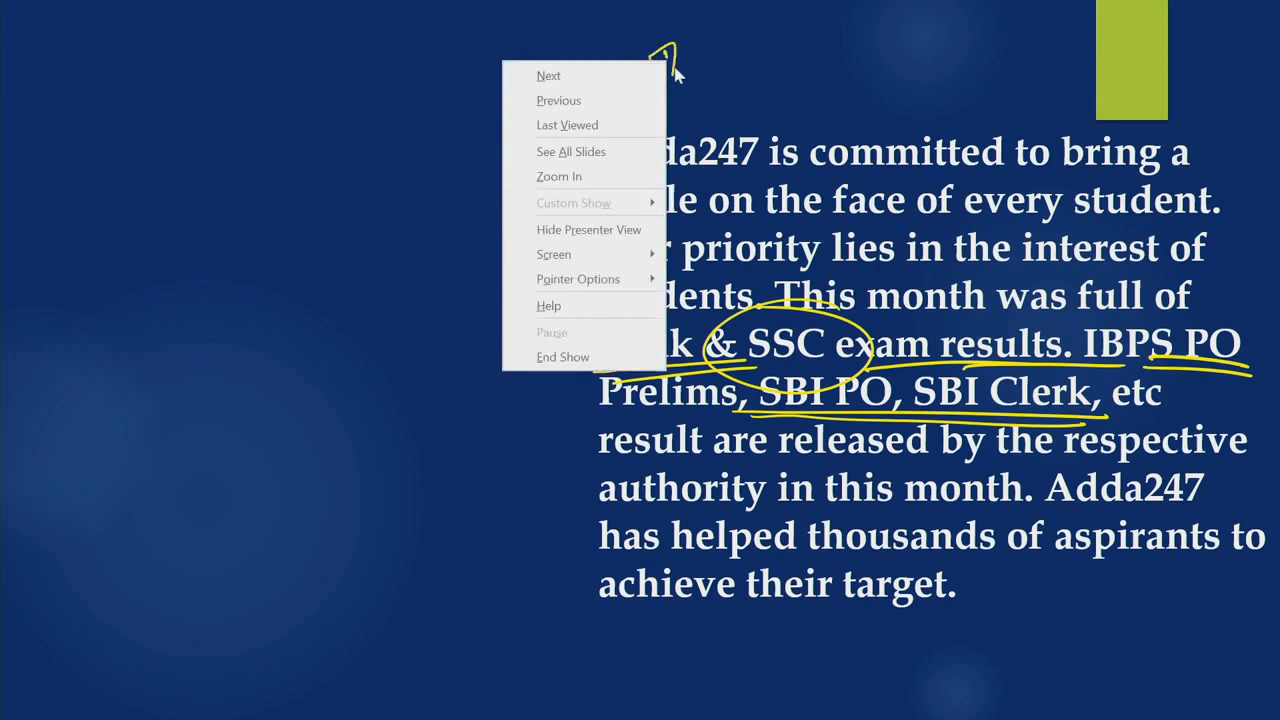 Next
Previous
Last Viewed
See All Slides
Zoom In
Custom Show
Hide Presenter View
Screen
Pointer Options
Help
Pause
End Show
da247 is committed to bring a
le on the face of every student.
priority lies in the interest of
dents. This month was full of
k & SSC exam results. IBPS PO
Prelims, SBI PO, SBI Clerk, etc
result are released by the respective
authority in this month. Adda247
has helped thousands of aspirants to
achieve their target.